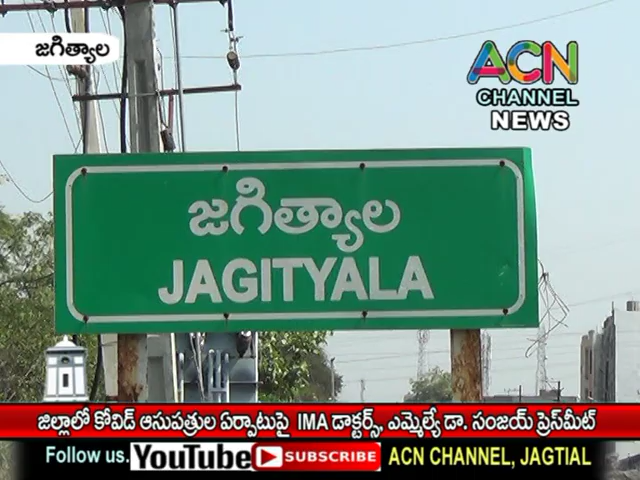 జగిత్యాల
ACN
CHANNEL
NEWS
జగిత్యాల
JAGITYALA
జిల్లాలో కోవిడ్ ఆసుపత్రుల ఏర్పాటుపై IMA డాక్టర్స్, ఎమ్మెల్యే డా. సంజయ్ ప్రెస్‌మీట్
Follow us. YouTube SUBSCRIBE ACN CHANNEL, JAGTIAL